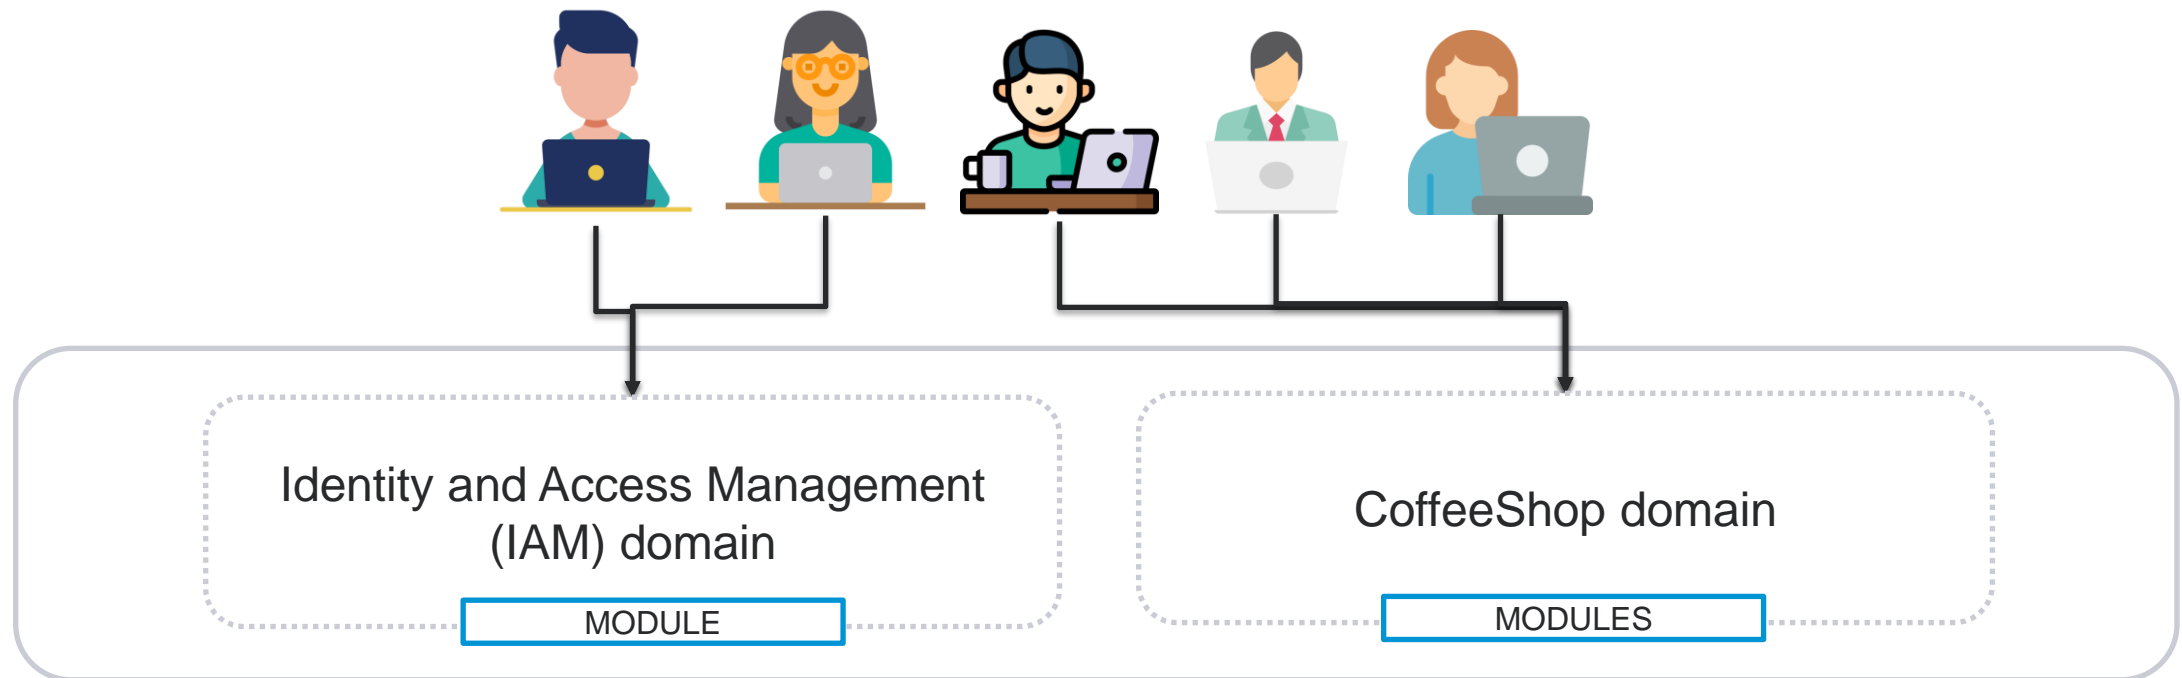 Identity and Access Management
(IAM) domain
MODULE
CoffeeShop domain
MODULES